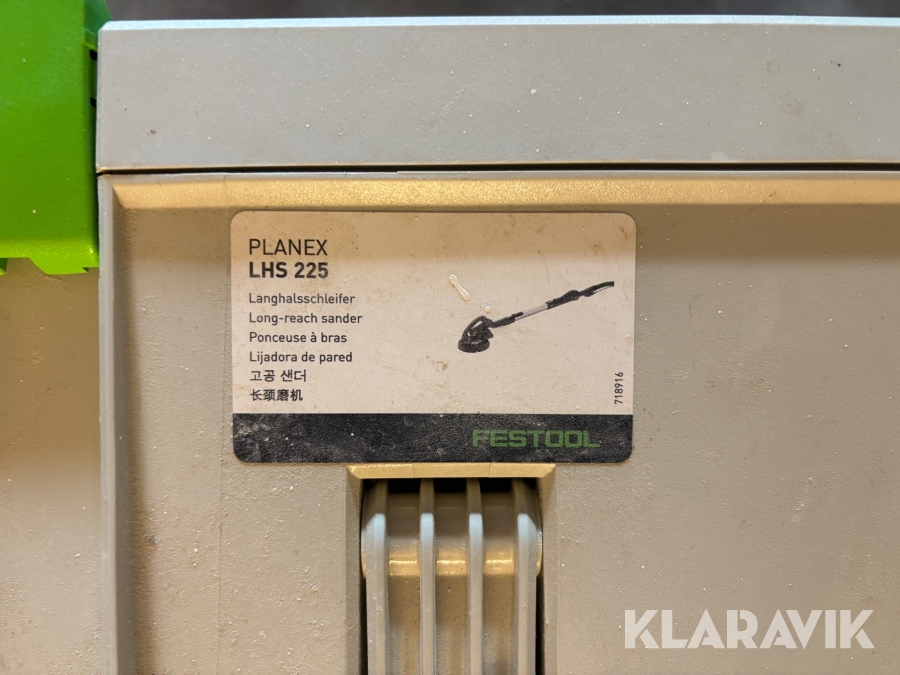 PLANEX
LHS 225
Langhalsschleifer
Long-reach sander
Ponceuse à bras
Lijadora de pared
고공 샌더
长颈磨机
718916
FESTOOL
KLARAVIK